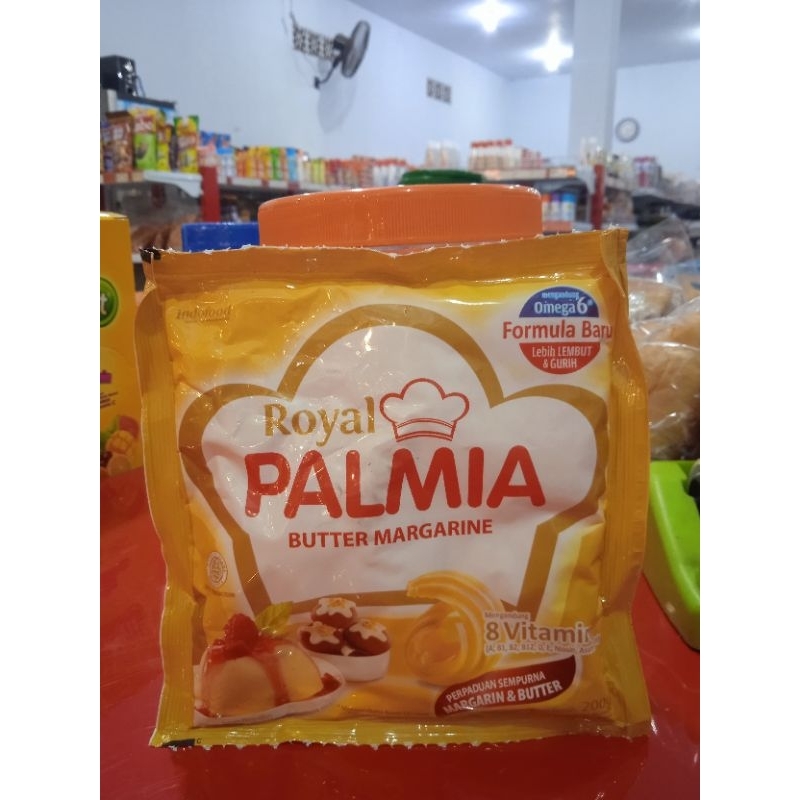 Indofood
mengandung
Omega 6*
Formula Baru
Lebih LEMBUT
& GURIH
Royal
PALMIA
BUTTER MARGARINE
Mengandung
8 Vitamin
PERPADUAN SEMPURNA
MARGARIN & BUTTER
200g